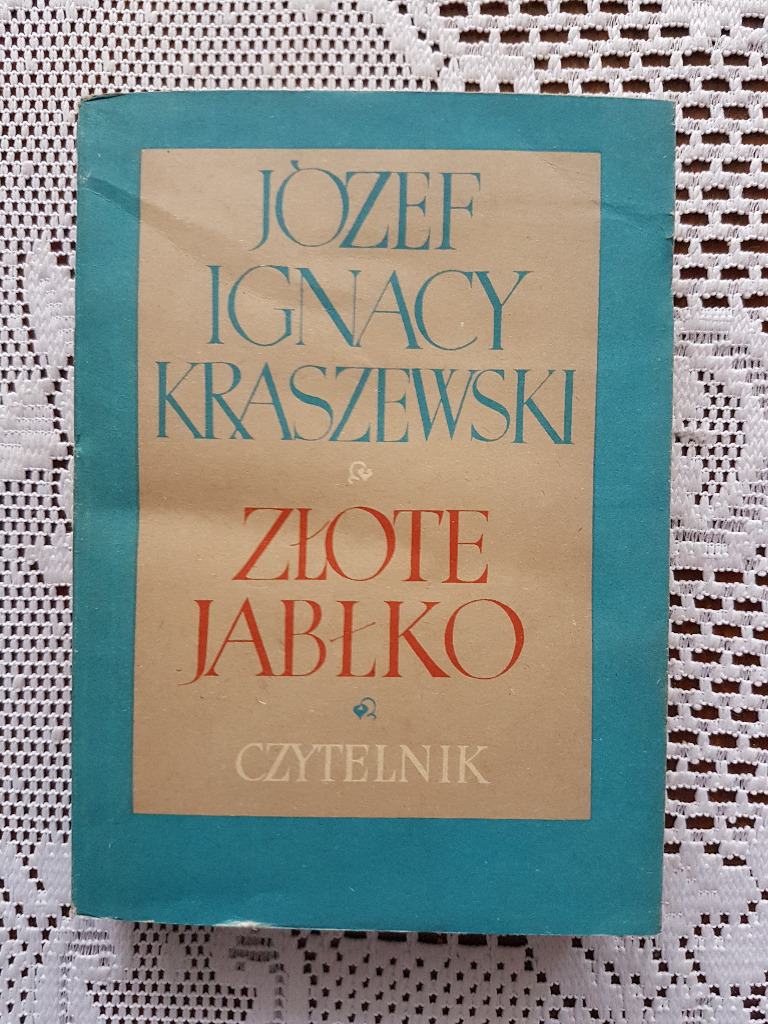 JÓZEF
IGNACY
KRASZEWSKI
ZŁOTE
JABŁKO
CZYTELNIK